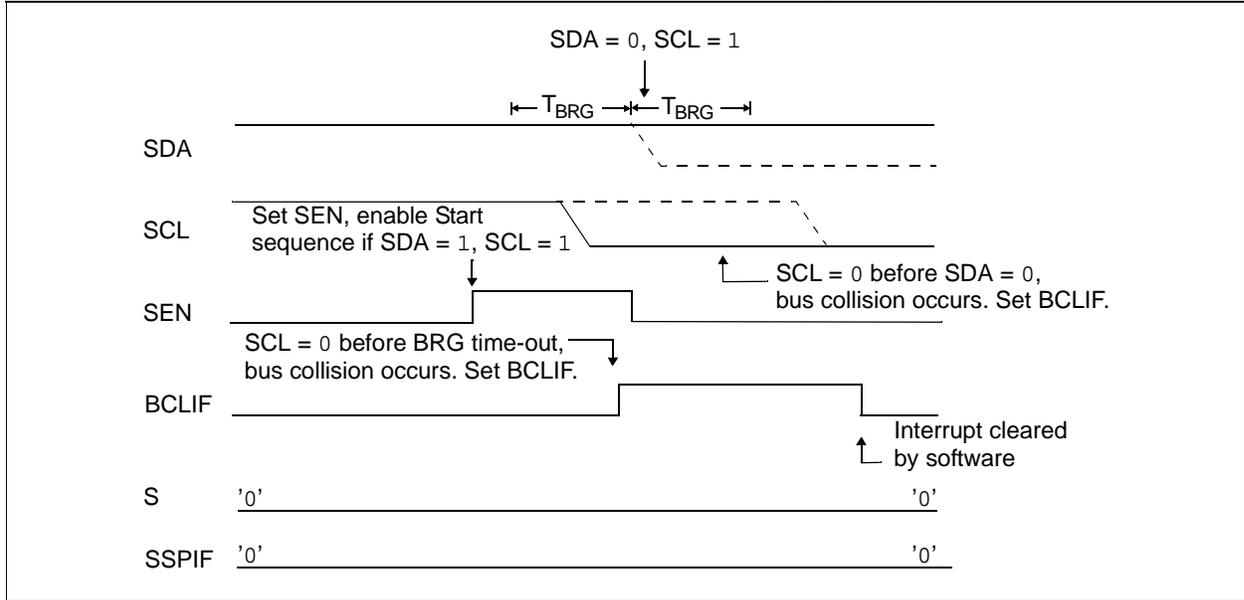 SDA = 0, SCL = 1
TBRG TBRG
SDA
SCL
Set SEN, enable Start
sequence if SDA = 1, SCL = 1
SCL = 0 before SDA = 0,
bus collision occurs. Set BCLIF.
SEN
SCL = 0 before BRG time-out,
bus collision occurs. Set BCLIF.
BCLIF
Interrupt cleared
by software
S '0' '0'
SSPIF '0' '0'